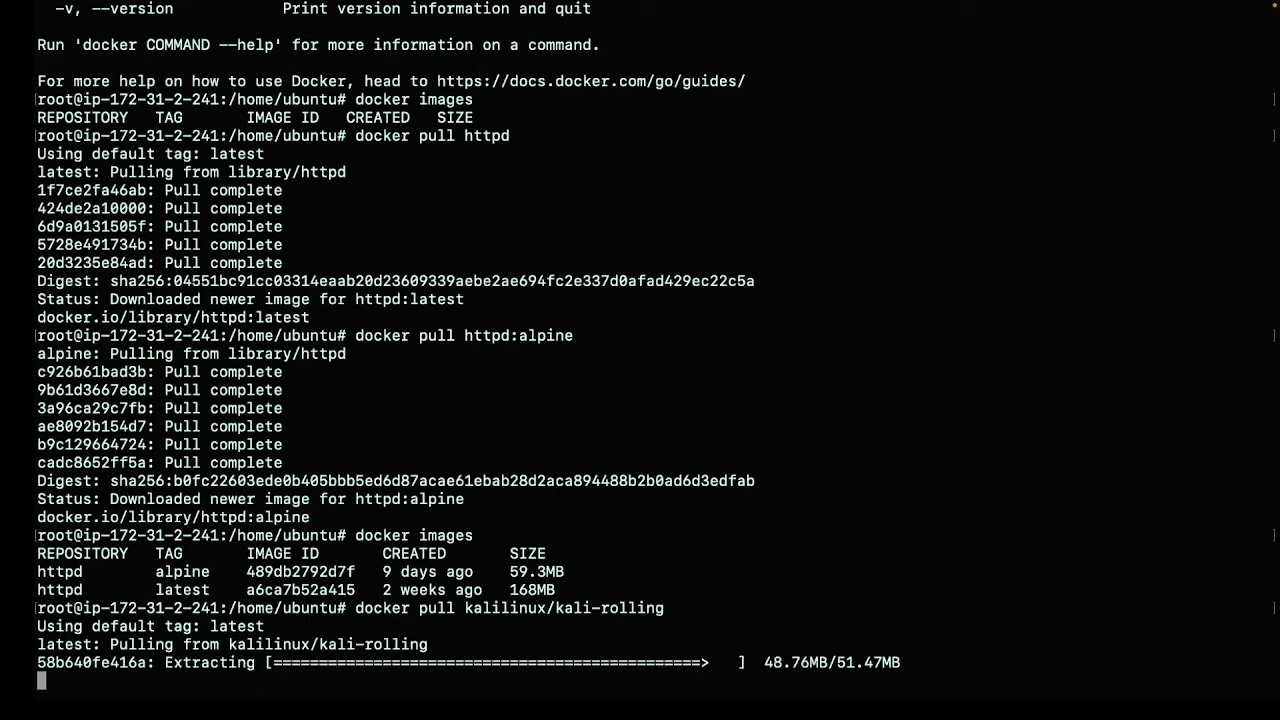 -v, --version            Print version information and quit
Run 'docker COMMAND --help' for more information on a command.
For more help on how to use Docker, head to https://docs.docker.com/go/guides/
[root@ip-172-31-2-241:/home/ubuntu# docker images ]
REPOSITORY   TAG       IMAGE ID   CREATED   SIZE
[root@ip-172-31-2-241:/home/ubuntu# docker pull httpd ]
Using default tag: latest
latest: Pulling from library/httpd
1f7ce2fa46ab: Pull complete
424de2a10000: Pull complete
6d9a0131505f: Pull complete
5728e491734b: Pull complete
20d3235e84ad: Pull complete
Digest: sha256:04551bc91cc03314eaab20d23609339aebe2ae694fc2e337d0afad429ec22c5a
Status: Downloaded newer image for httpd:latest
docker.io/library/httpd:latest
[root@ip-172-31-2-241:/home/ubuntu# docker pull httpd:alpine ]
alpine: Pulling from library/httpd
c926b61bad3b: Pull complete
9b61d3667e8d: Pull complete
3a96ca29c7fb: Pull complete
ae8092b154d7: Pull complete
b9c129664724: Pull complete
cadc8652ff5a: Pull complete
Digest: sha256:b0fc22603ede0b405bbb5ed6d87acae61ebab28d2aca894488b2b0ad6d3edfab
Status: Downloaded newer image for httpd:alpine
docker.io/library/httpd:alpine
[root@ip-172-31-2-241:/home/ubuntu# docker images ]
REPOSITORY   TAG       IMAGE ID       CREATED       SIZE
httpd        alpine    489db2792d7f   9 days ago    59.3MB
httpd        latest    a6ca7b52a415   2 weeks ago   168MB
[root@ip-172-31-2-241:/home/ubuntu# docker pull kalilinux/kali-rolling ]
Using default tag: latest
latest: Pulling from kalilinux/kali-rolling
58b640fe416a: Extracting [===============================================>   ]  48.76MB/51.47MB